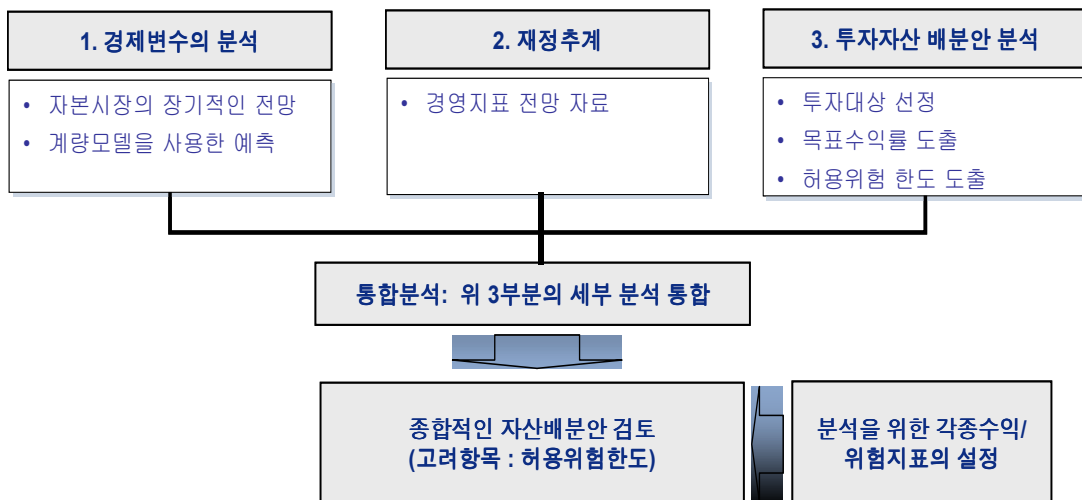 1. 경제변수의 분석
• 자본시장의 장기적인 전망
• 계량모델을 사용한 예측
2. 재정추계
• 경영지표 전망 자료
3. 투자자산 배분안 분석
• 투자대상 선정
• 목표수익률 도출
• 허용위험 한도 도출
통합분석: 위 3부분의 세부 분석 통합
종합적인 자산배분안 검토
(고려항목 : 허용위험한도)
분석을 위한 각종수익/
위험지표의 설정